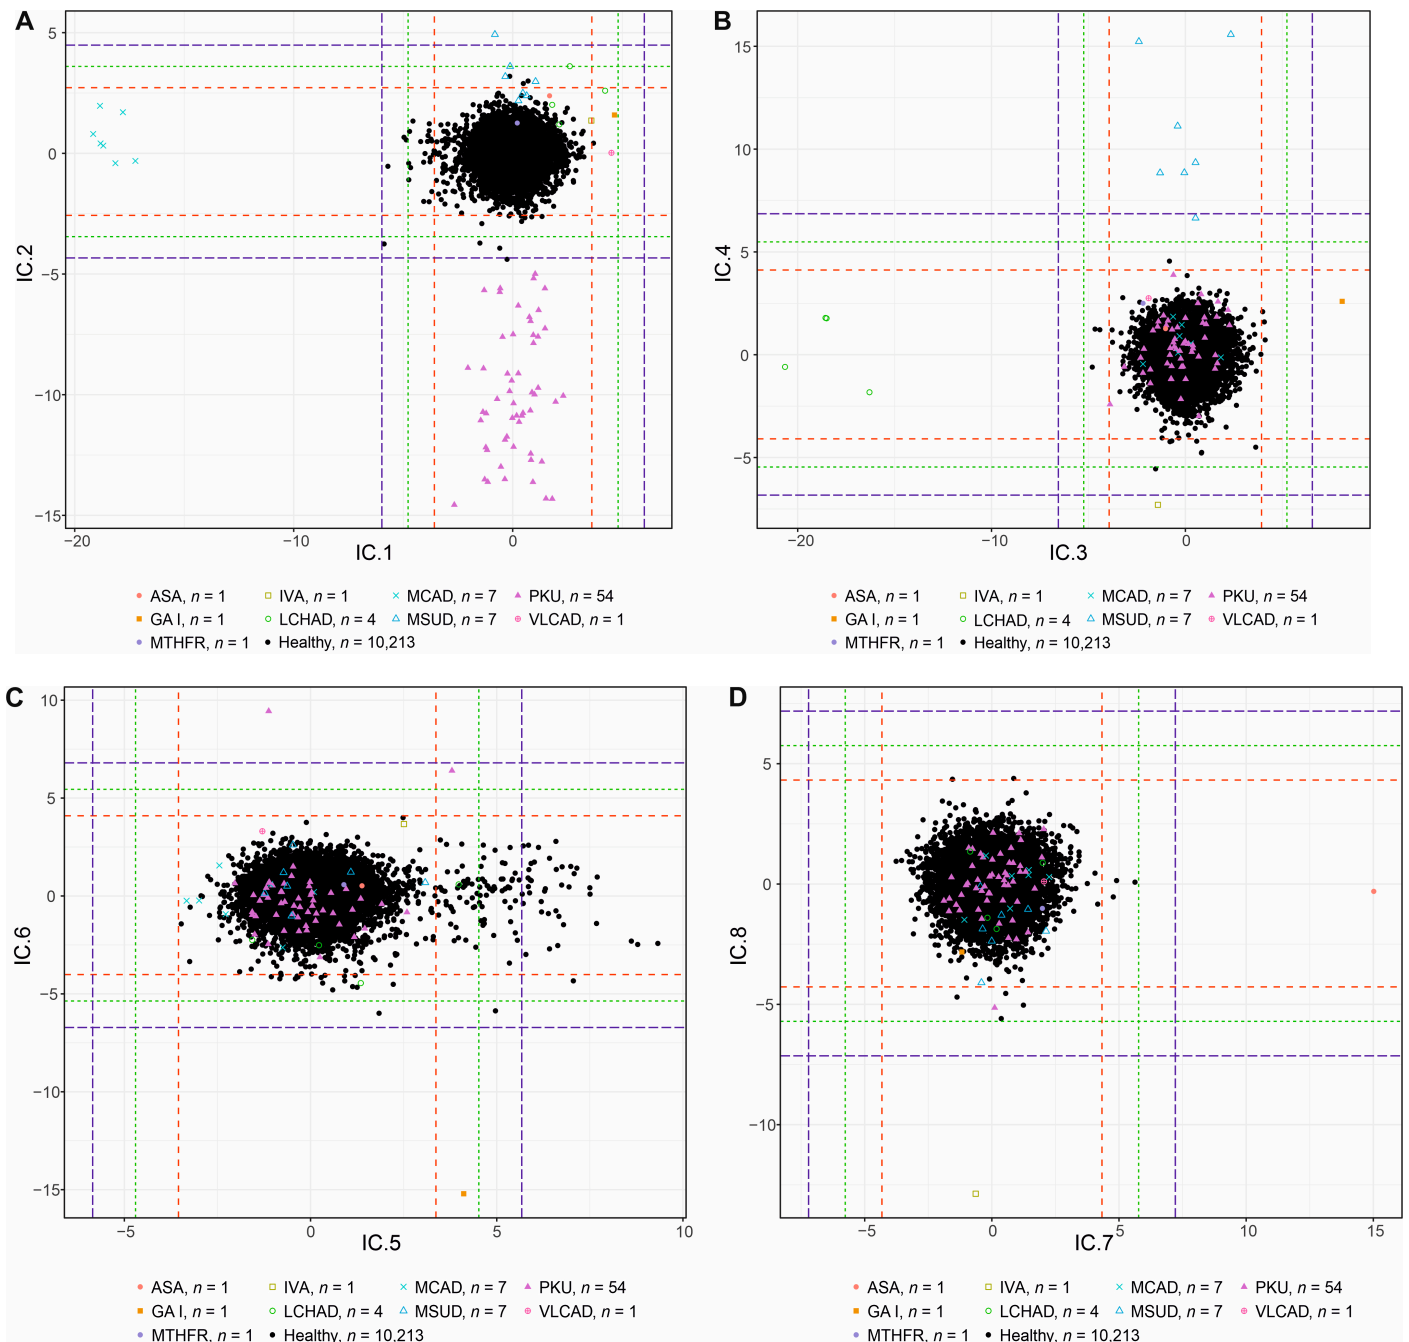 A
5
0
−5
−10
−15
IC.2
−20
−10
0
IC.1
ASA, n = 1
IVA, n = 1
MCAD, n = 7
PKU, n = 54
GA I, n = 1
LCHAD, n = 4
MSUD, n = 7
VLCAD, n = 1
MTHFR, n = 1
Healthy, n = 10,213
B
15
10
5
0
−5
IC.4
−20
−10
0
IC.3
ASA, n = 1
IVA, n = 1
MCAD, n = 7
PKU, n = 54
GA I, n = 1
LCHAD, n = 4
MSUD, n = 7
VLCAD, n = 1
MTHFR, n = 1
Healthy, n = 10,213
C
10
5
0
−5
−10
−15
IC.6
−5
0
5
10
IC.5
ASA, n = 1
IVA, n = 1
MCAD, n = 7
PKU, n = 54
GA I, n = 1
LCHAD, n = 4
MSUD, n = 7
VLCAD, n = 1
MTHFR, n = 1
Healthy, n = 10,213
D
5
0
−5
−10
IC.8
−5
0
5
10
15
IC.7
ASA, n = 1
IVA, n = 1
MCAD, n = 7
PKU, n = 54
GA I, n = 1
LCHAD, n = 4
MSUD, n = 7
VLCAD, n = 1
MTHFR, n = 1
Healthy, n = 10,213